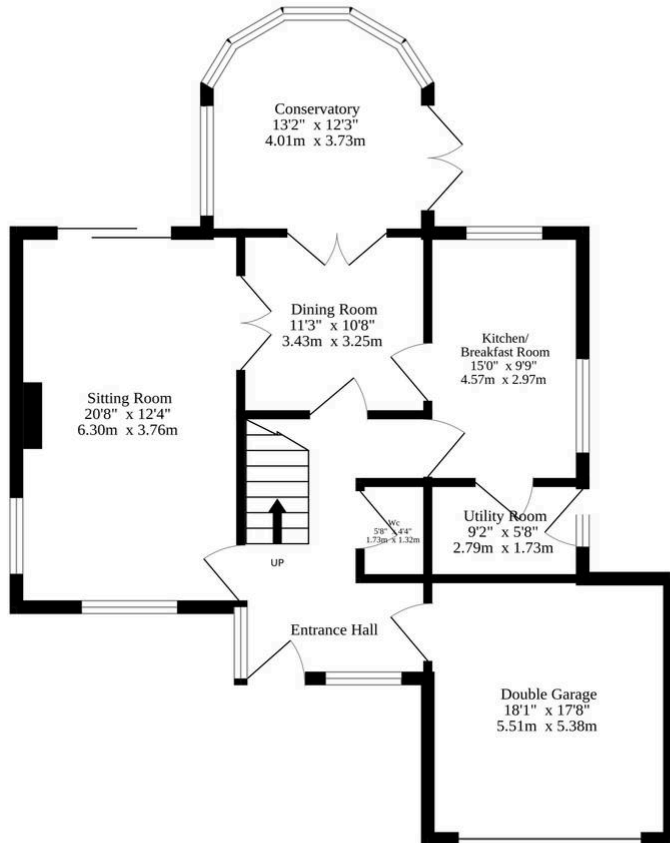 Conservatory
13'2" x 12'3"
4.01m x 3.73m
Dining Room
11'3" x 10'8"
3.43m x 3.25m
Kitchen/
Breakfast Room
15'0" x 9'9"
4.57m x 2.97m
Sitting Room
20'8" x 12'4"
6.30m x 3.76m
Wc
5'8" x 4'4"
1.73m x 1.32m
Utility Room
9'2" x 5'8"
2.79m x 1.73m
UP
Entrance Hall
Double Garage
18'1" x 17'8"
5.51m x 5.38m